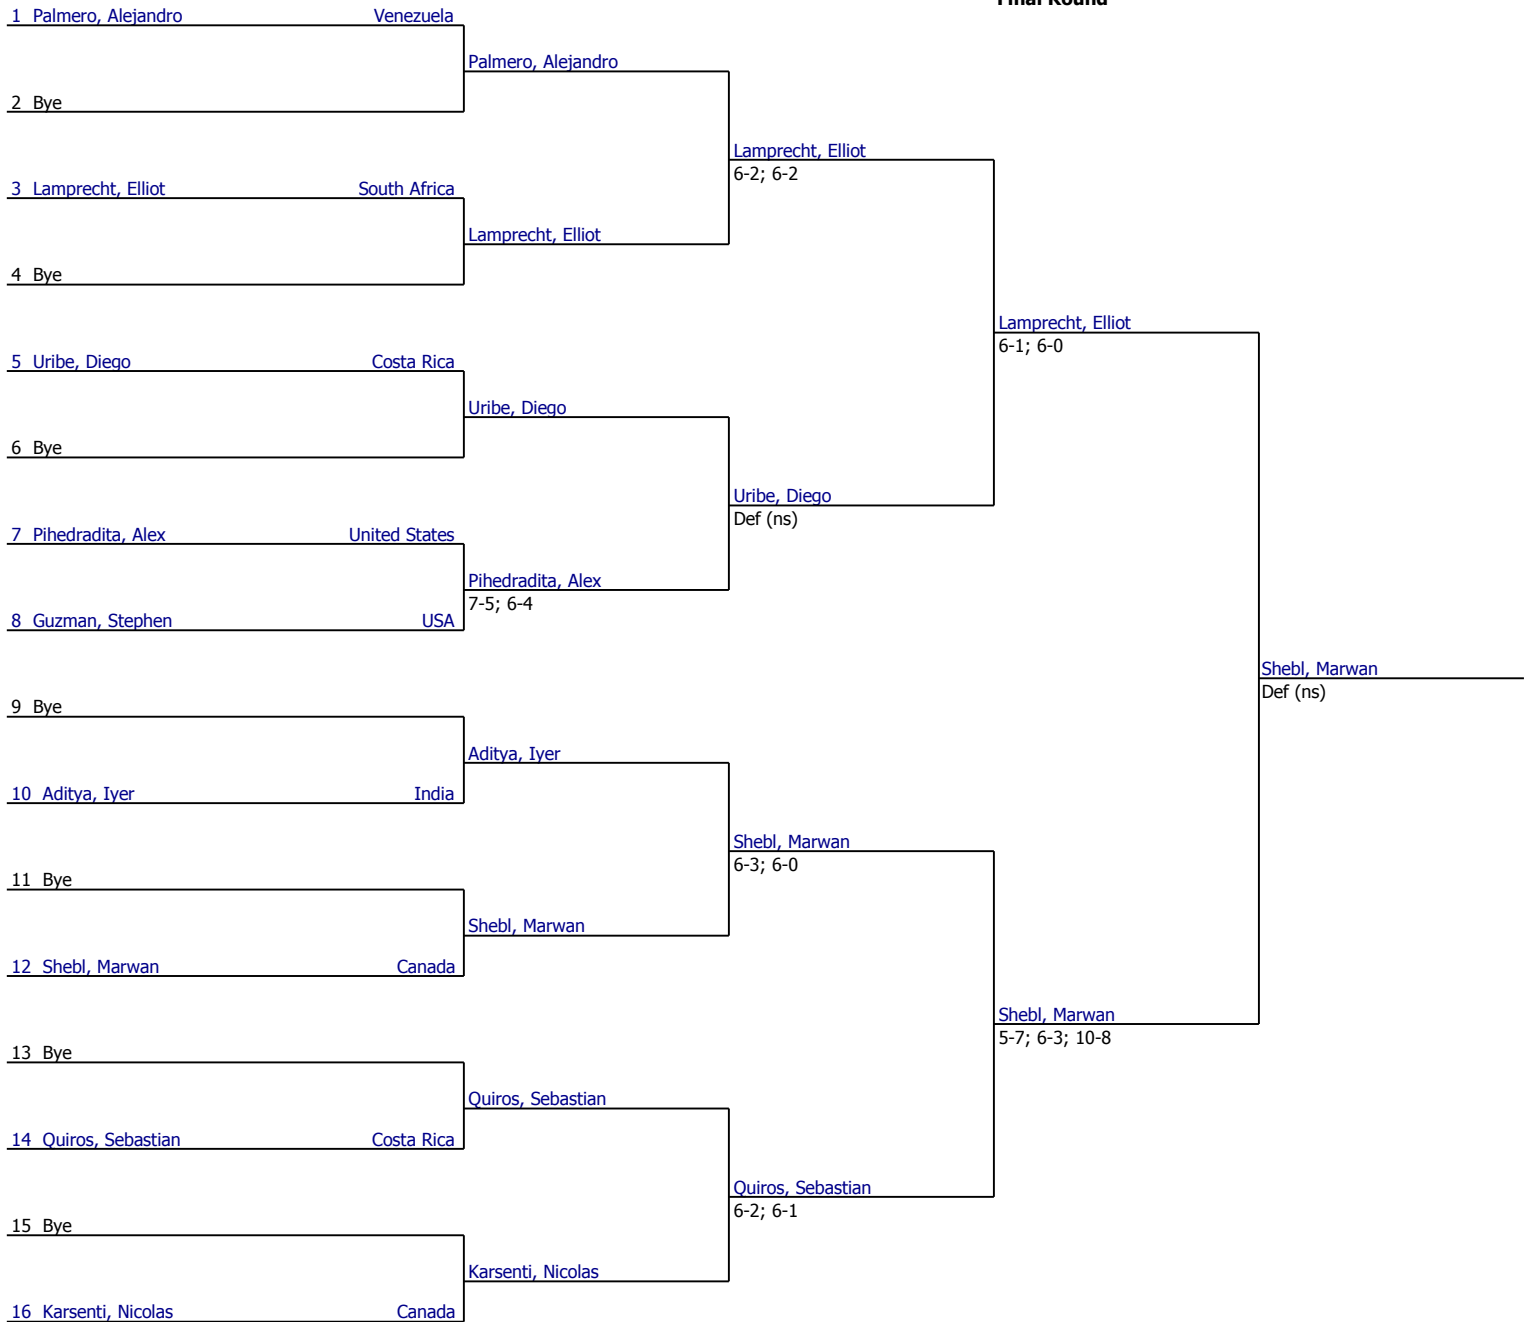 Final Round
1 Palmero, Alejandro Venezuela
2 Bye
3 Lamprecht, Elliot South Africa
4 Bye
5 Uribe, Diego Costa Rica
6 Bye
7 Pihedradita, Alex United States
8 Guzman, Stephen USA
9 Bye
10 Aditya, Iyer India
11 Bye
12 Shebl, Marwan Canada
13 Bye
14 Quiros, Sebastian Costa Rica
15 Bye
16 Karsenti, Nicolas Canada
Palmero, Alejandro
Lamprecht, Elliot
Uribe, Diego
Pihedradita, Alex
7-5; 6-4
Aditya, Iyer
Shebl, Marwan
Quiros, Sebastian
Karsenti, Nicolas
Lamprecht, Elliot
6-2; 6-2
Uribe, Diego
Def (ns)
Shebl, Marwan
6-3; 6-0
Quiros, Sebastian
6-2; 6-1
Lamprecht, Elliot
6-1; 6-0
Shebl, Marwan
5-7; 6-3; 10-8
Shebl, Marwan
Def (ns)